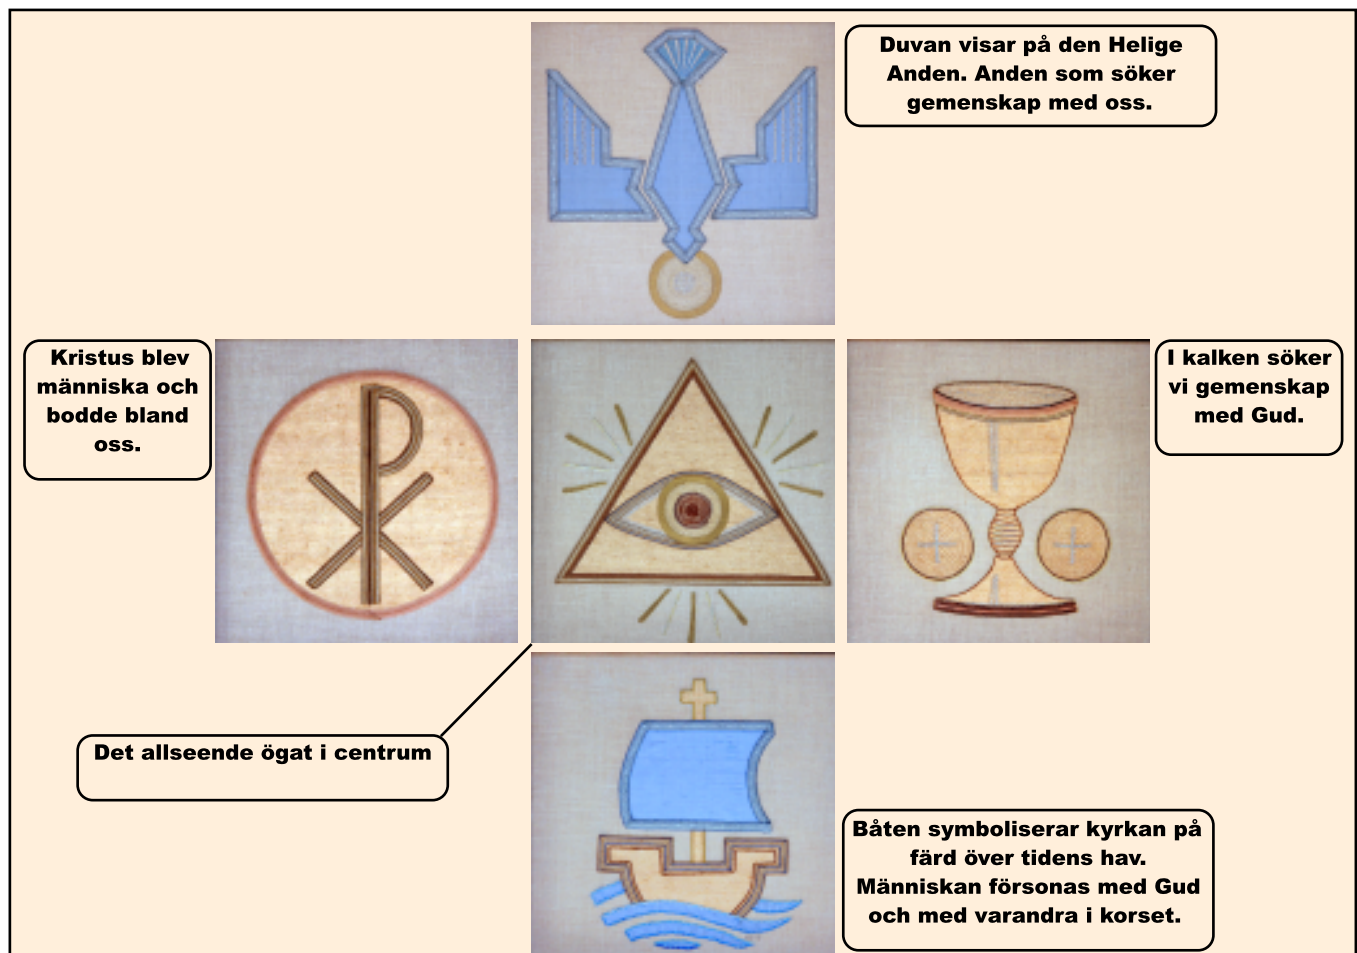 Duvan visar på den Helige
Anden. Anden som söker
gemenskap med oss.
Kristus blev
människa och
bodde bland
oss.
I kalken söker
vi gemenskap
med Gud.
Det allseende ögat i centrum
Båten symboliserar kyrkan på
färd över tidens hav.
Människan försonas med Gud
och med varandra i korset.